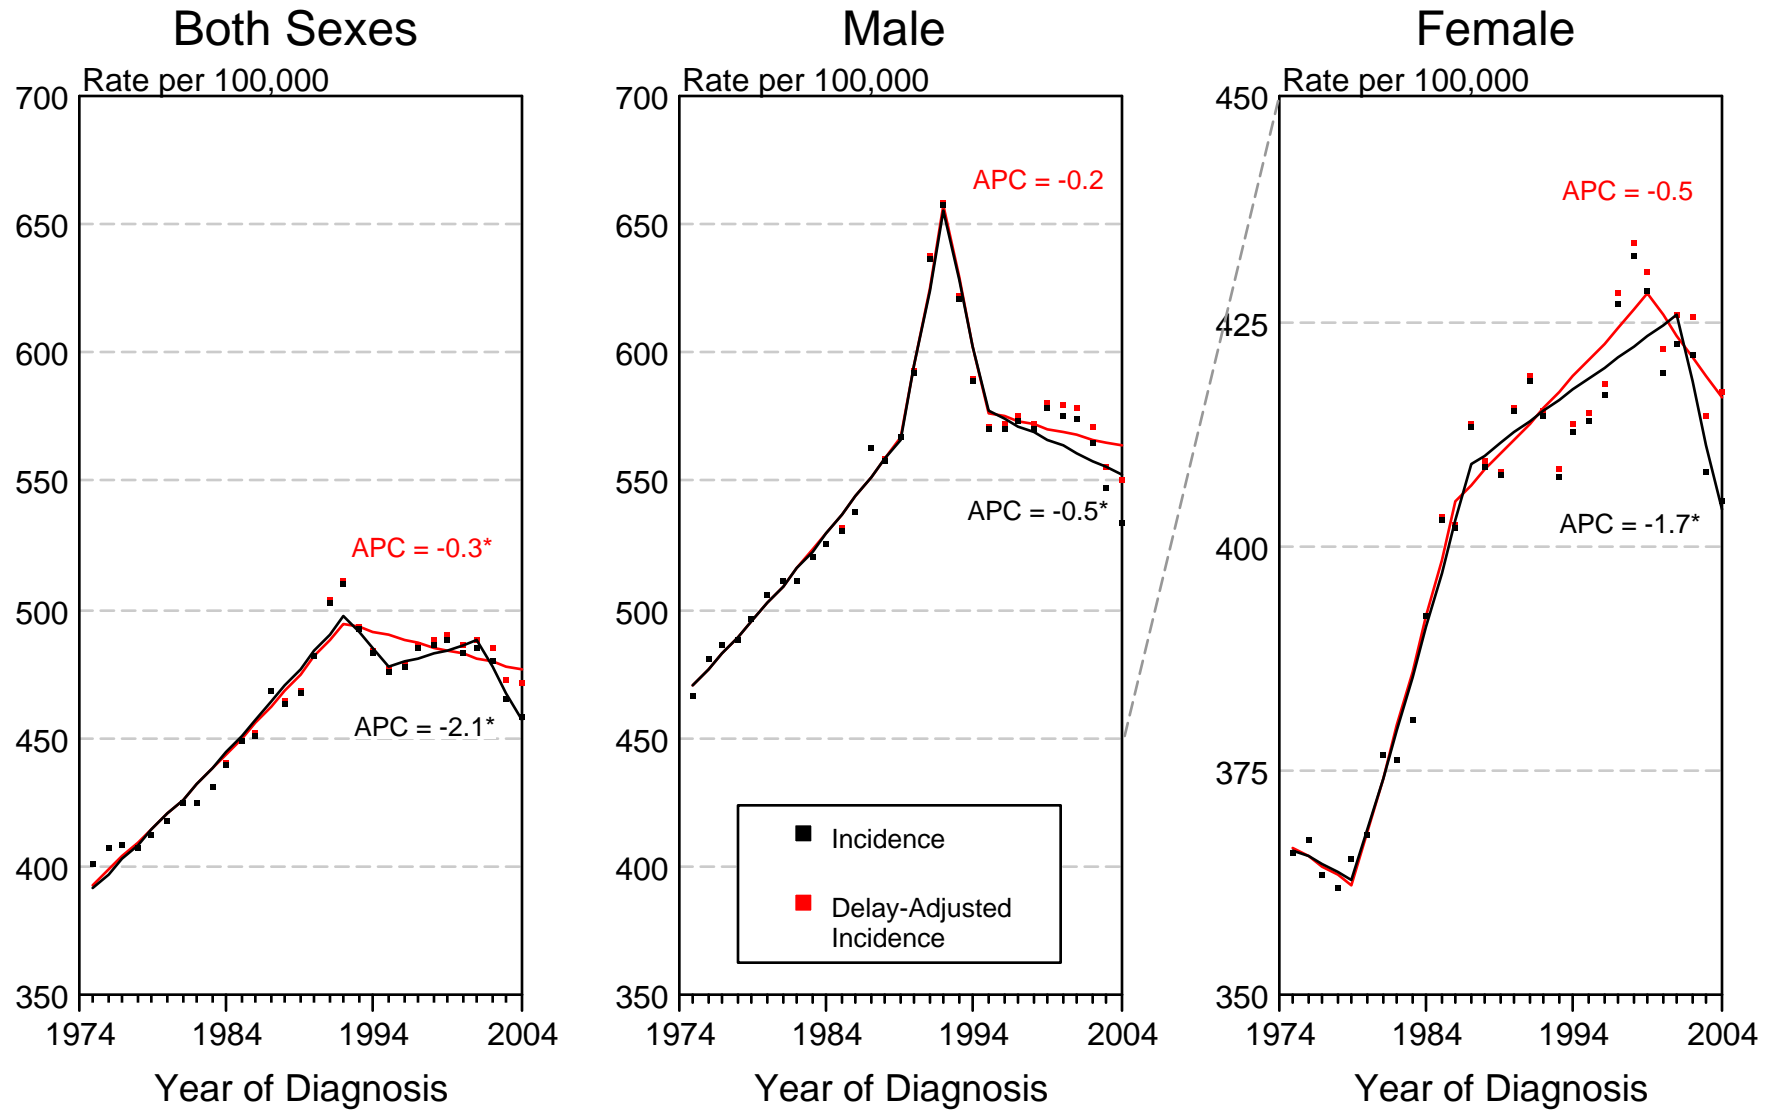 Both Sexes
Rate per 100,000
700
650
600
550
500
450
400
350
APC = -0.3*
APC = -2.1*
1974
1984
1994
2004
Year of Diagnosis
Male
Rate per 100,000
700
650
600
550
500
450
400
350
APC = -0.2
APC = -0.5*
Incidence
Delay-Adjusted
Incidence
1974
1984
1994
2004
Year of Diagnosis
Female
Rate per 100,000
450
425
400
375
350
APC = -0.5
APC = -1.7*
1974
1984
1994
2004
Year of Diagnosis